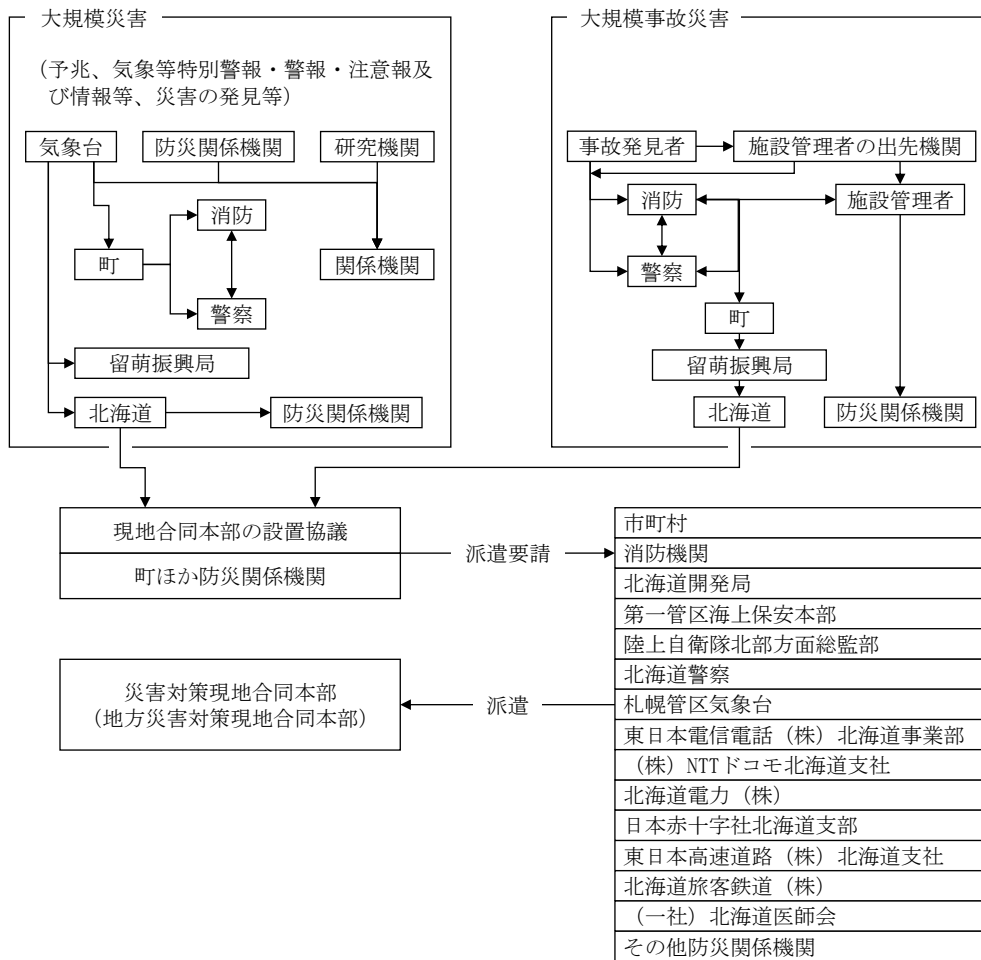 大規模災害
（予兆、気象等特別警報・警報・注意報及
び情報等、災害の発見等）
気象台
防災関係機関
研究機関
消防
町
関係機関
警察
留萌振興局
北海道
防災関係機関
大規模事故災害
事故発見者
施設管理者の出先機関
消防
施設管理者
警察
町
留萌振興局
北海道
防災関係機関
現地合同本部の設置協議
町ほか防災関係機関
派遣要請
災害対策現地合同本部
（地方災害対策現地合同本部）
派遣
市町村
消防機関
北海道開発局
第一管区海上保安本部
陸上自衛隊北部方面総監部
北海道警察
札幌管区気象台
東日本電信電話（株）北海道事業部
（株）NTTドコモ北海道支社
北海道電力（株）
日本赤十字社北海道支部
東日本高速道路（株）北海道支社
北海道旅客鉄道（株）
（一社）北海道医師会
その他防災関係機関